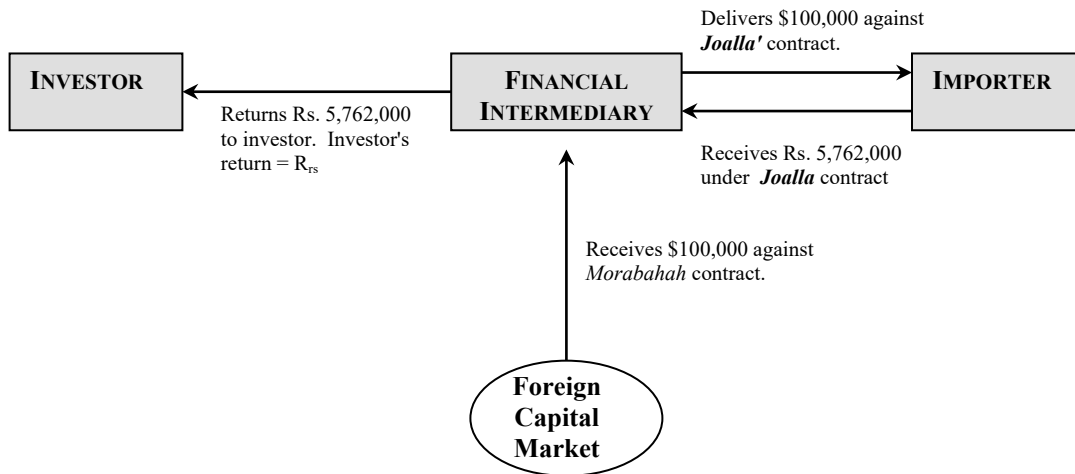 Delivers $100,000 against
Joalla' contract.
INVESTOR
FINANCIAL
INTERMEDIARY
IMPORTER
Returns Rs. 5,762,000
to investor. Investor's
return = Rrs
Receives Rs. 5,762,000
under Joalla contract
Receives $100,000 against
Morabahah contract.
Foreign
Capital
Market